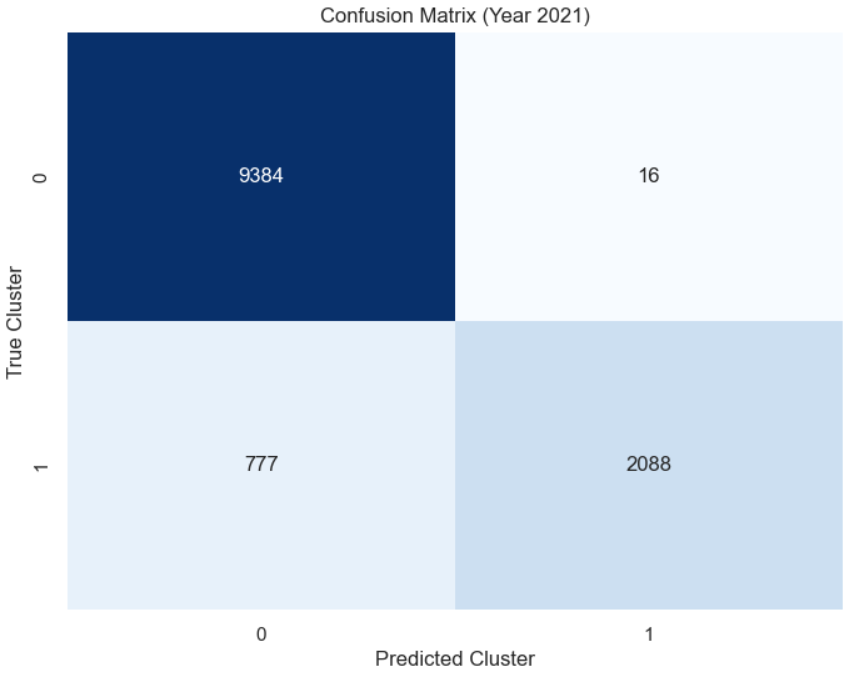 Confusion Matrix (Year 2021)
True Cluster
0
9384
16
1
777
2088
0
1
Predicted Cluster